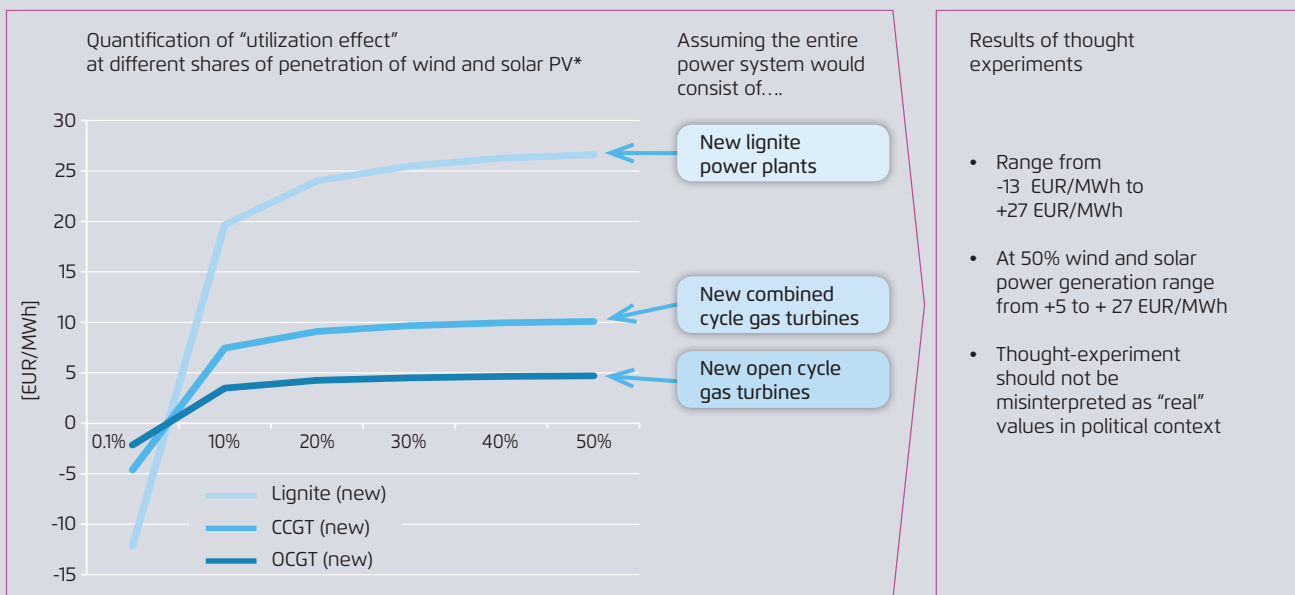 Quantification of “utilization effect”
at different shares of penetration of wind and solar PV*
Assuming the entire
power system would
consist of….
Results of thought
experiments
[EUR/MWh]
30
25
20
15
10
5
0
-5
-10
-15
0.1%
10%
20%
30%
40%
50%
Lignite (new)
CCGT (new)
OCGT (new)
New lignite
power plants
New combined
cycle gas turbines
New open cycle
gas turbines
• Range from
-13 EUR/MWh to
+27 EUR/MWh
• At 50% wind and solar
power generation range
from +5 to + 27 EUR/MWh
• Thought-experiment
should not be
misinterpreted as “real”
values in political context